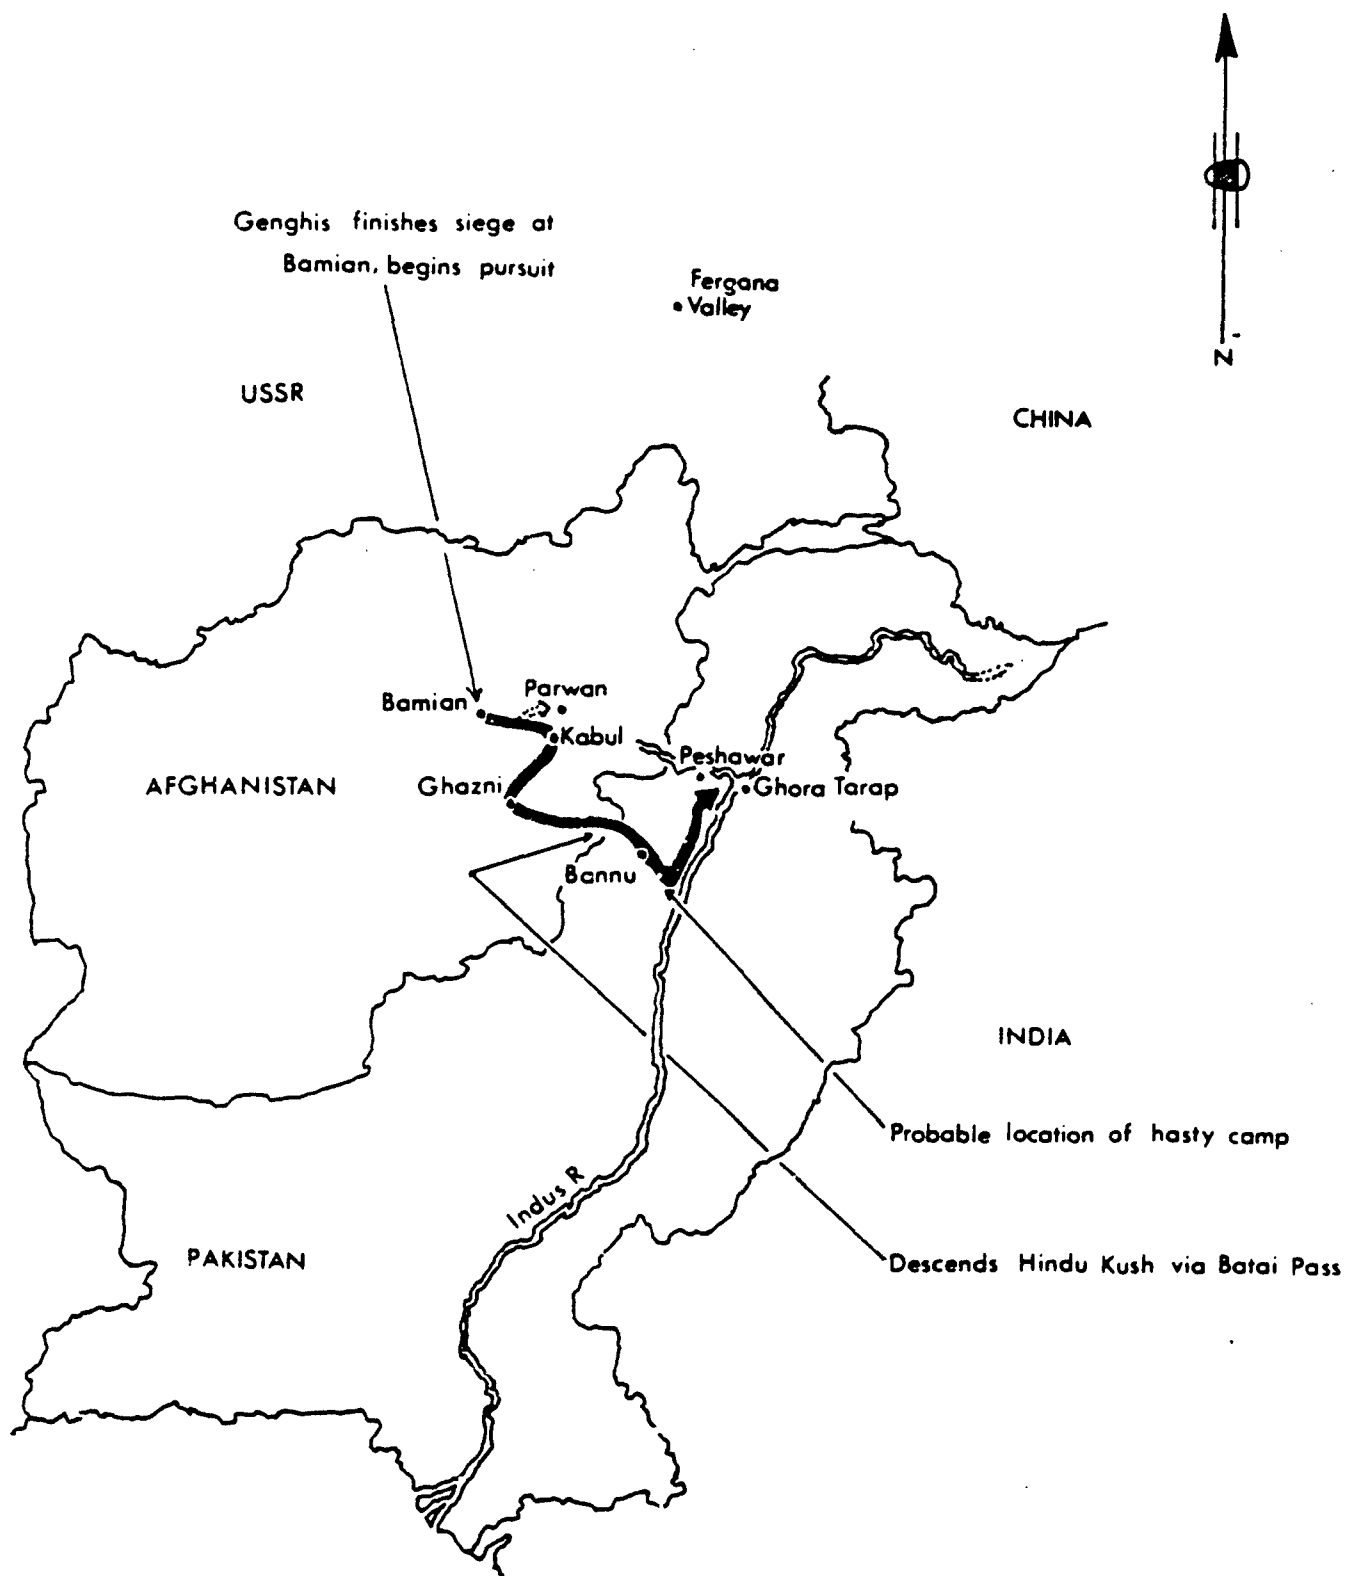 Genghis finishes siege at
Bamian, begins pursuit
Fergana
Valley
N
USSR
CHINA
Bamian
Parwan
Kabul
Peshawar
AFGHANISTAN
Ghazni
Ghora Tarap
Bannu
INDIA
Probable location of hasty camp
Indus R
PAKISTAN
Descends Hindu Kush via Batai Pass